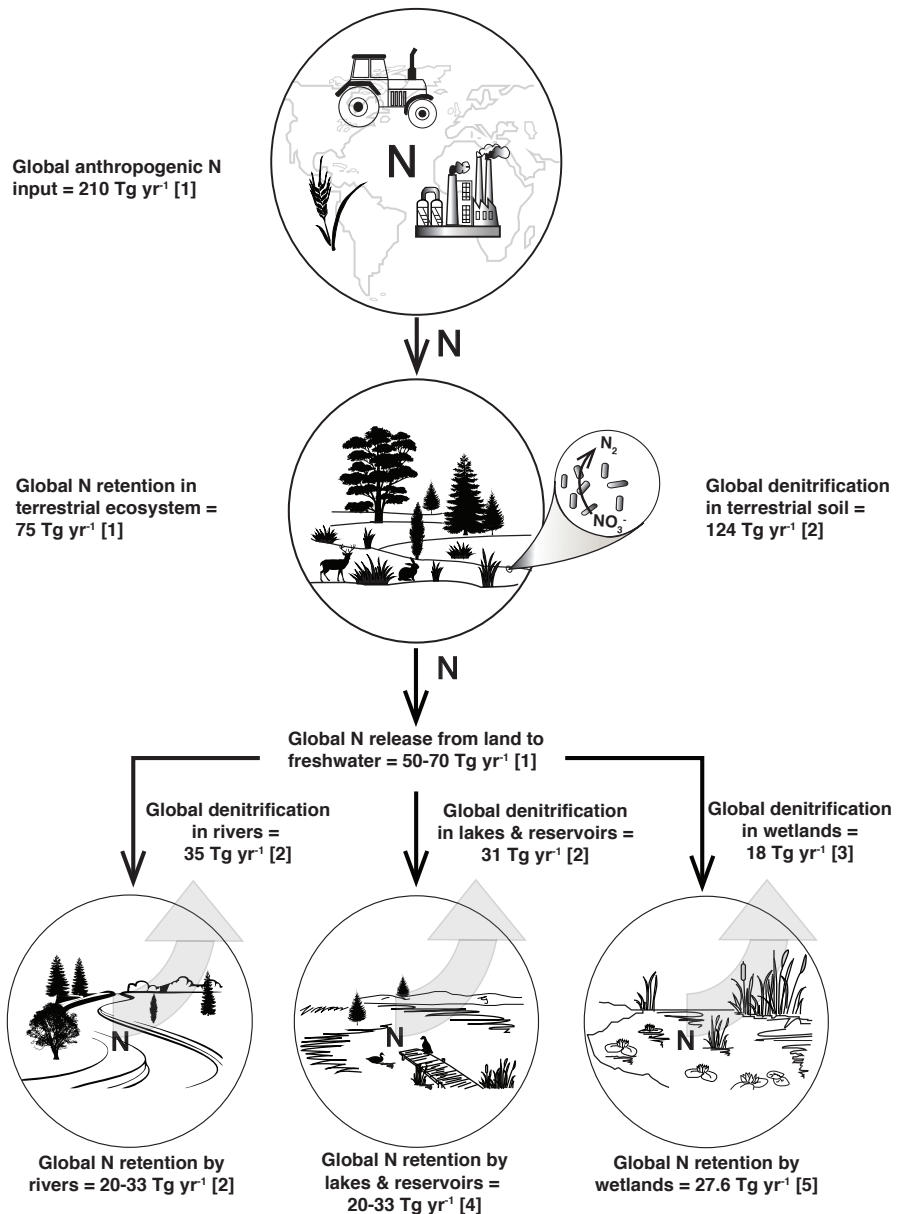 Global anthropogenic N
input = 210 Tg yr⁻¹ [1]
N
N
Global N retention in
terrestrial ecosystem =
75 Tg yr⁻¹ [1]
N₂
NO₃⁻
Global denitrification
in terrestrial soil =
124 Tg yr⁻¹ [2]
N
Global N release from land to
freshwater = 50-70 Tg yr⁻¹ [1]
Global denitrification
in rivers =
35 Tg yr⁻¹ [2]
Global denitrification
in lakes & reservoirs =
31 Tg yr⁻¹ [2]
Global denitrification
in wetlands =
18 Tg yr⁻¹ [3]
N
N
N
Global N retention by
rivers = 20-33 Tg yr⁻¹ [2]
Global N retention by
lakes & reservoirs =
20-33 Tg yr⁻¹ [4]
Global N retention by
wetlands = 27.6 Tg yr⁻¹ [5]